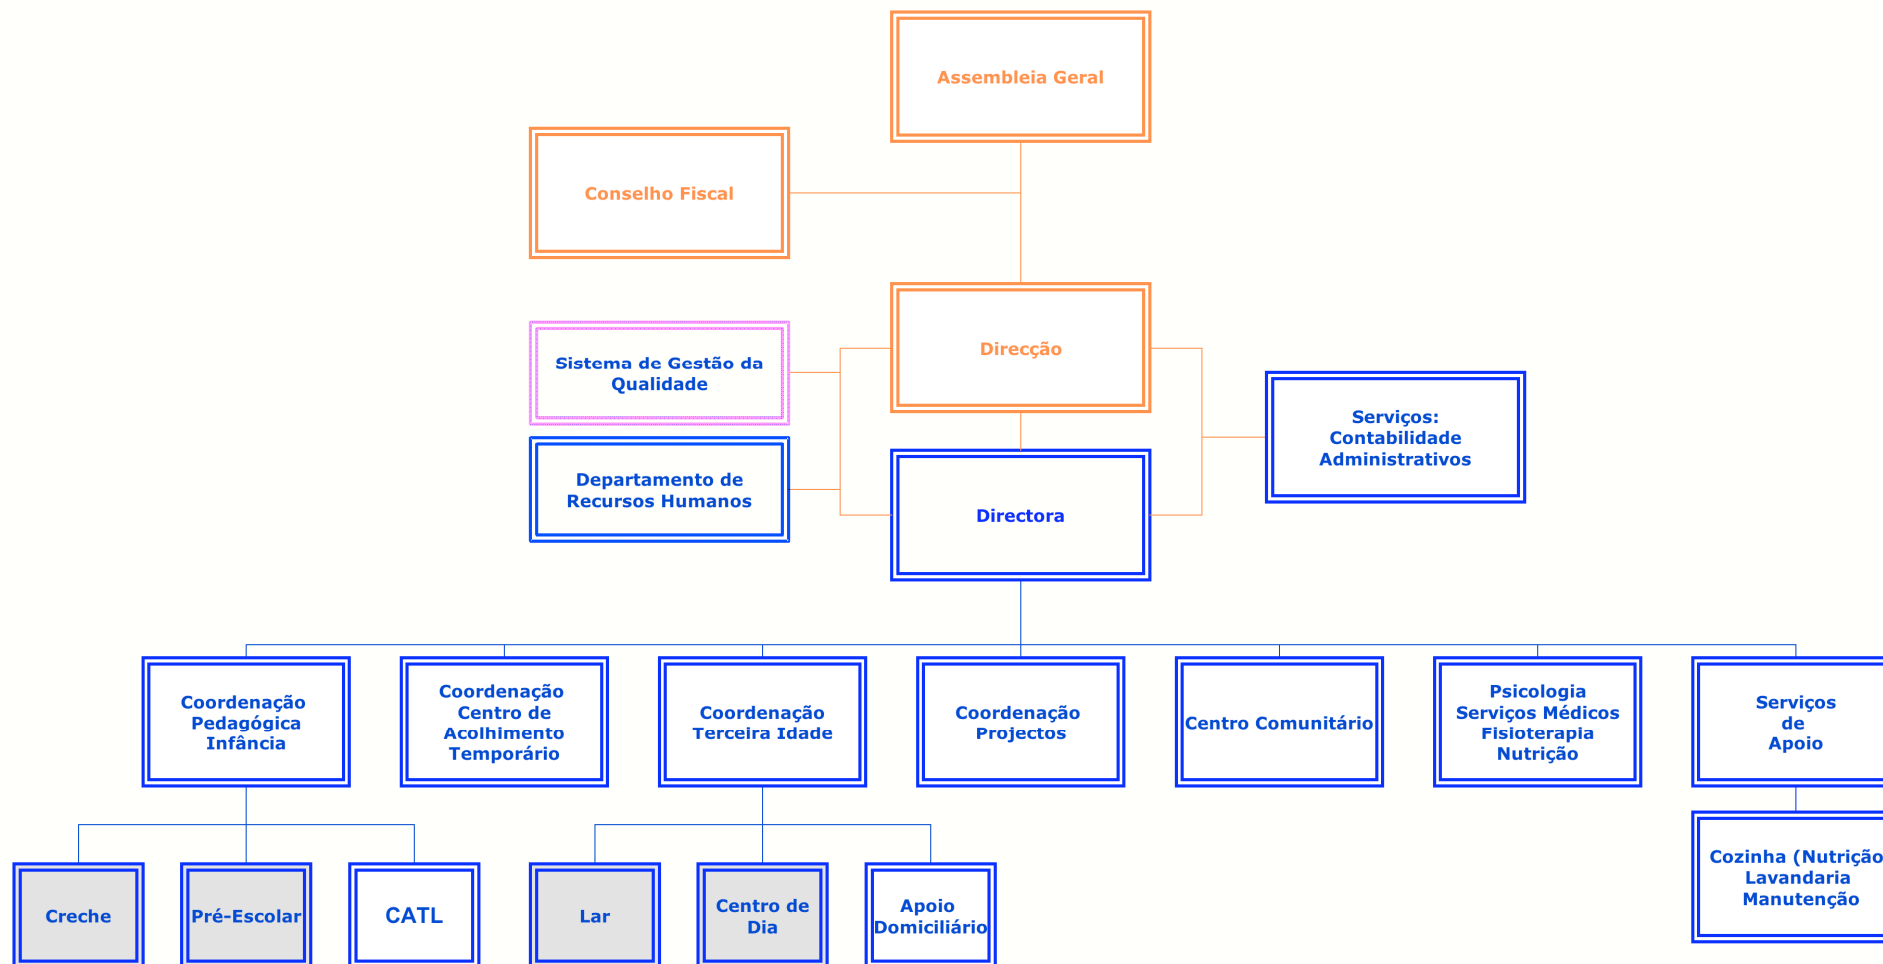 Assembleia Geral
Conselho Fiscal
Direcção
Sistema de Gestão da
Qualidade
Departamento de
Recursos Humanos
Serviços:
Contabilidade
Administrativos
Directora
Coordenação
Pedagógica
Infância
Coordenação
Centro de
Acolhimento
Temporário
Coordenação
Terceira Idade
Coordenação
Projectos
Centro Comunitário
Psicologia
Serviços Médicos
Fisioterapia
Nutrição
Serviços
de
Apoio
Cozinha (Nutrição
Lavandaria
Manutenção
Creche
Pré-Escolar
CATL
Lar
Centro de
Dia
Apoio
Domiciliário